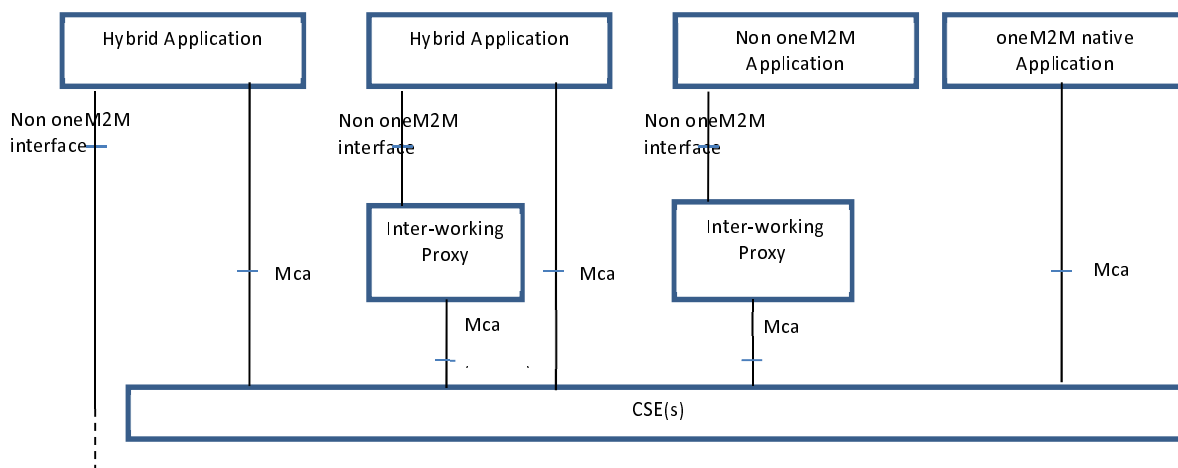 Hybrid Application
Hybrid Application
Non oneM2M
Application
oneM2M native
Application
Non oneM2M
interface
Non oneM2M
interface
Non oneM2M
interface
Inter-working
Proxy
Inter-working
Proxy
Mca
Mca
Mca
Mca
Mca
CSE(s)